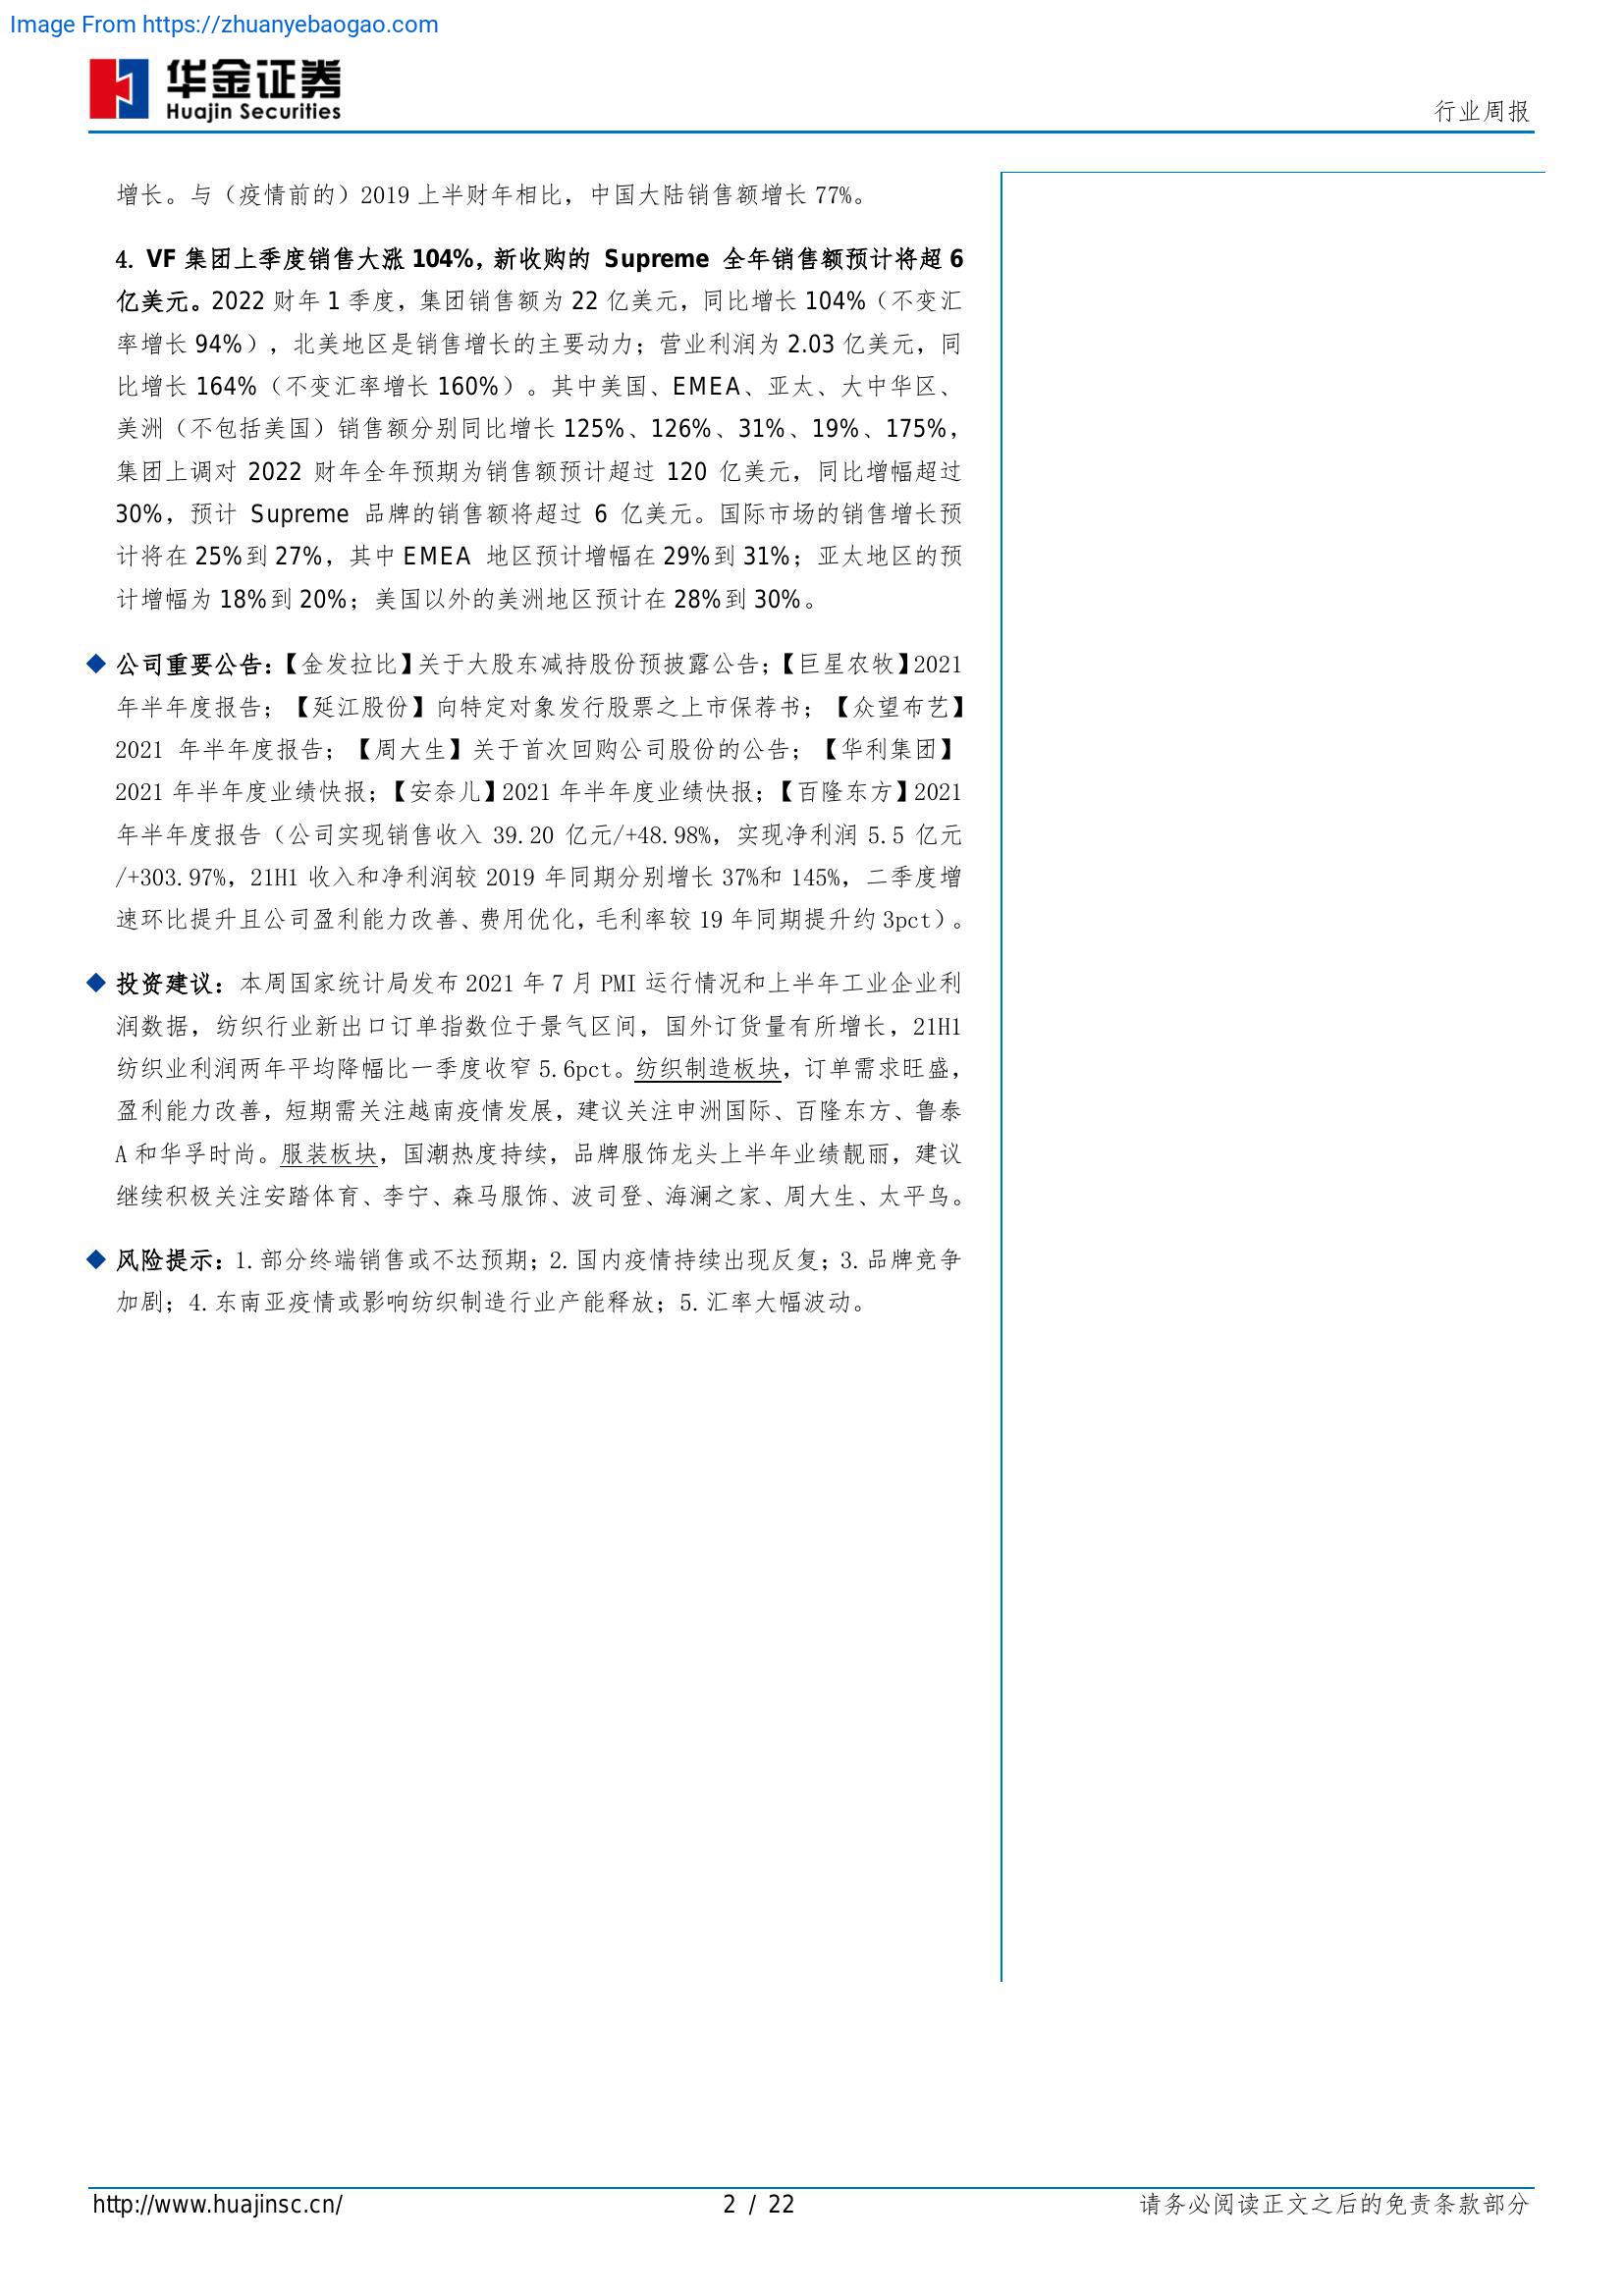 Image From https://zhuanyebaogao.com
华金证券
Huajin Securities
行业周报
增长。与（疫情前的）2019 上半财年相比，中国大陆销售额增长 77%。
4. VF 集团上季度销售大涨 104%，新收购的 Supreme 全年销售额预计将超 6
亿美元。2022 财年 1 季度，集团销售额为 22 亿美元，同比增长 104%（不变汇
率增长 94%），北美地区是销售增长的主要动力；营业利润为 2.03 亿美元，同
比增长 164%（不变汇率增长 160%）。其中美国、EMEA、亚太、大中华区、
美洲（不包括美国）销售额分别同比增长 125%、126%、31%、19%、175%，
集团上调对 2022 财年全年预期为销售额预计超过 120 亿美元，同比增幅超过
30%，预计 Supreme 品牌的销售额将超过 6 亿美元。国际市场的销售增长预
计将在 25%到 27%，其中 EMEA 地区预计增幅在 29%到 31%；亚太地区的预
计增幅为 18%到 20%；美国以外的美洲地区预计在 28%到 30%。
◆ 公司重要公告：【金发拉比】关于大股东减持股份预披露公告；【巨星农牧】2021
年半年度报告；【延江股份】向特定对象发行股票之上市保荐书；【众望布艺】
2021 年半年度报告；【周大生】关于首次回购公司股份的公告；【华利集团】
2021 年半年度业绩快报；【安奈儿】2021 年半年度业绩快报；【百隆东方】2021
年半年度报告（公司实现销售收入 39.20 亿元/+48.98%，实现净利润 5.5 亿元
/+303.97%，21H1 收入和净利润较 2019 年同期分别增长 37%和 145%，二季度增
速环比提升且公司盈利能力改善、费用优化，毛利率较 19 年同期提升约 3pct）。
◆ 投资建议：本周国家统计局发布 2021 年 7 月 PMI 运行情况和上半年工业企业利
润数据，纺织行业新出口订单指数位于景气区间，国外订货量有所增长，21H1
纺织业利润两年平均降幅比一季度收窄 5.6pct。纺织制造板块，订单需求旺盛，
盈利能力改善，短期需关注越南疫情发展，建议关注申洲国际、百隆东方、鲁泰
A 和华孚时尚。服装板块，国潮热度持续，品牌服饰龙头上半年业绩靓丽，建议
继续积极关注安踏体育、李宁、森马服饰、波司登、海澜之家、周大生、太平鸟。
◆ 风险提示：1.部分终端销售或不达预期；2.国内疫情持续出现反复；3.品牌竞争
加剧；4.东南亚疫情或影响纺织制造行业产能释放；5.汇率大幅波动。
http://www.huajinsc.cn/
2 / 22
请务必阅读正文之后的免责条款部分